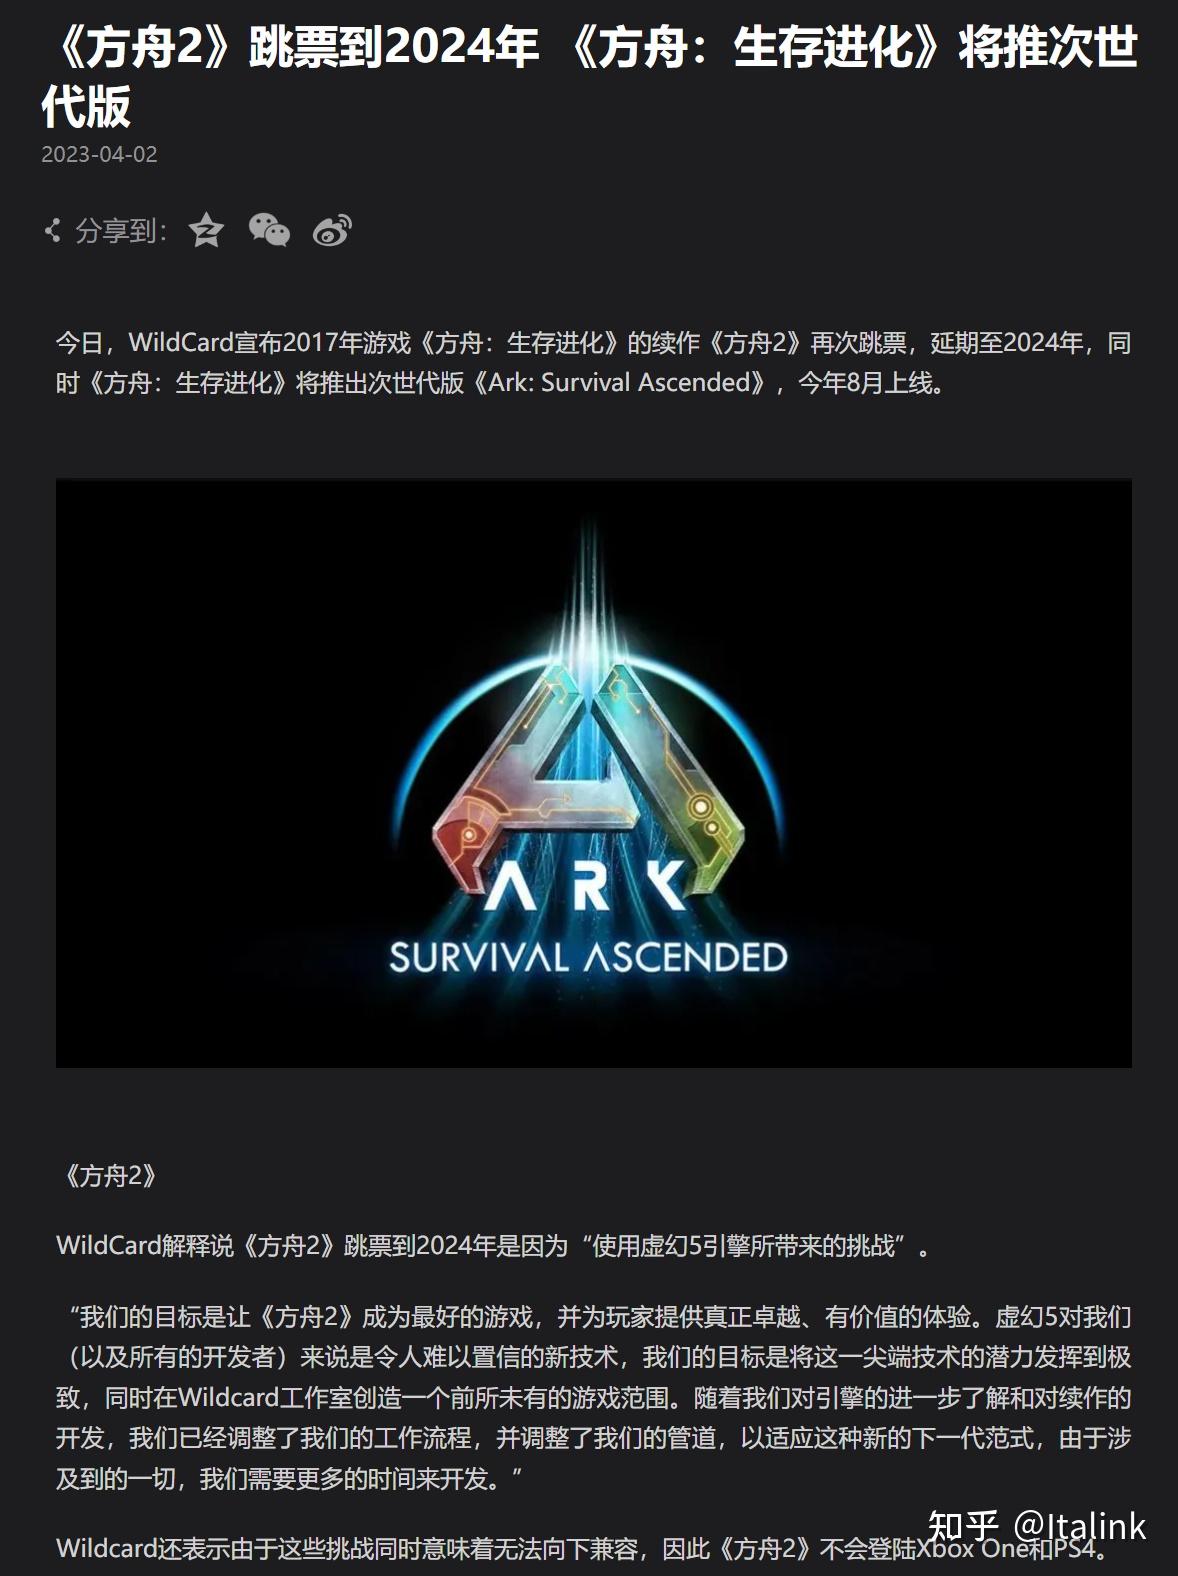 《方舟2》跳票到2024年 《方舟：生存进化》将推次世
代版
2023-04-02
分享到：
今日，WildCard宣布2017年游戏《方舟：生存进化》的续作《方舟2》再次跳票，延期至2024年，同
时《方舟：生存进化》将推出次世代版《Ark: Survival Ascended》，今年8月上线。
ARK
SURVIVAL ASCENDED
《方舟2》
WildCard解释说《方舟2》跳票到2024年是因为“使用虚幻5引擎所带来的挑战”。
“我们的目标是让《方舟2》成为最好的游戏，并为玩家提供真正卓越、有价值的体验。虚幻5对我们
（以及所有的开发者）来说是令人难以置信的新技术，我们的目标是将这一尖端技术的潜力发挥到极
致，同时在Wildcard工作室创造一个前所未有的游戏范围。随着我们对引擎的进一步了解和对续作的
开发，我们已经调整了我们的工作流程，并调整了我们的管道，以适应这种新的下一代范式，由于涉
及到的一切，我们需要更多的时间来开发。”
知乎 @Italink
Wildcard还表示由于这些挑战同时意味着无法向下兼容，因此《方舟2》不会登陆Xbox One和PS4。